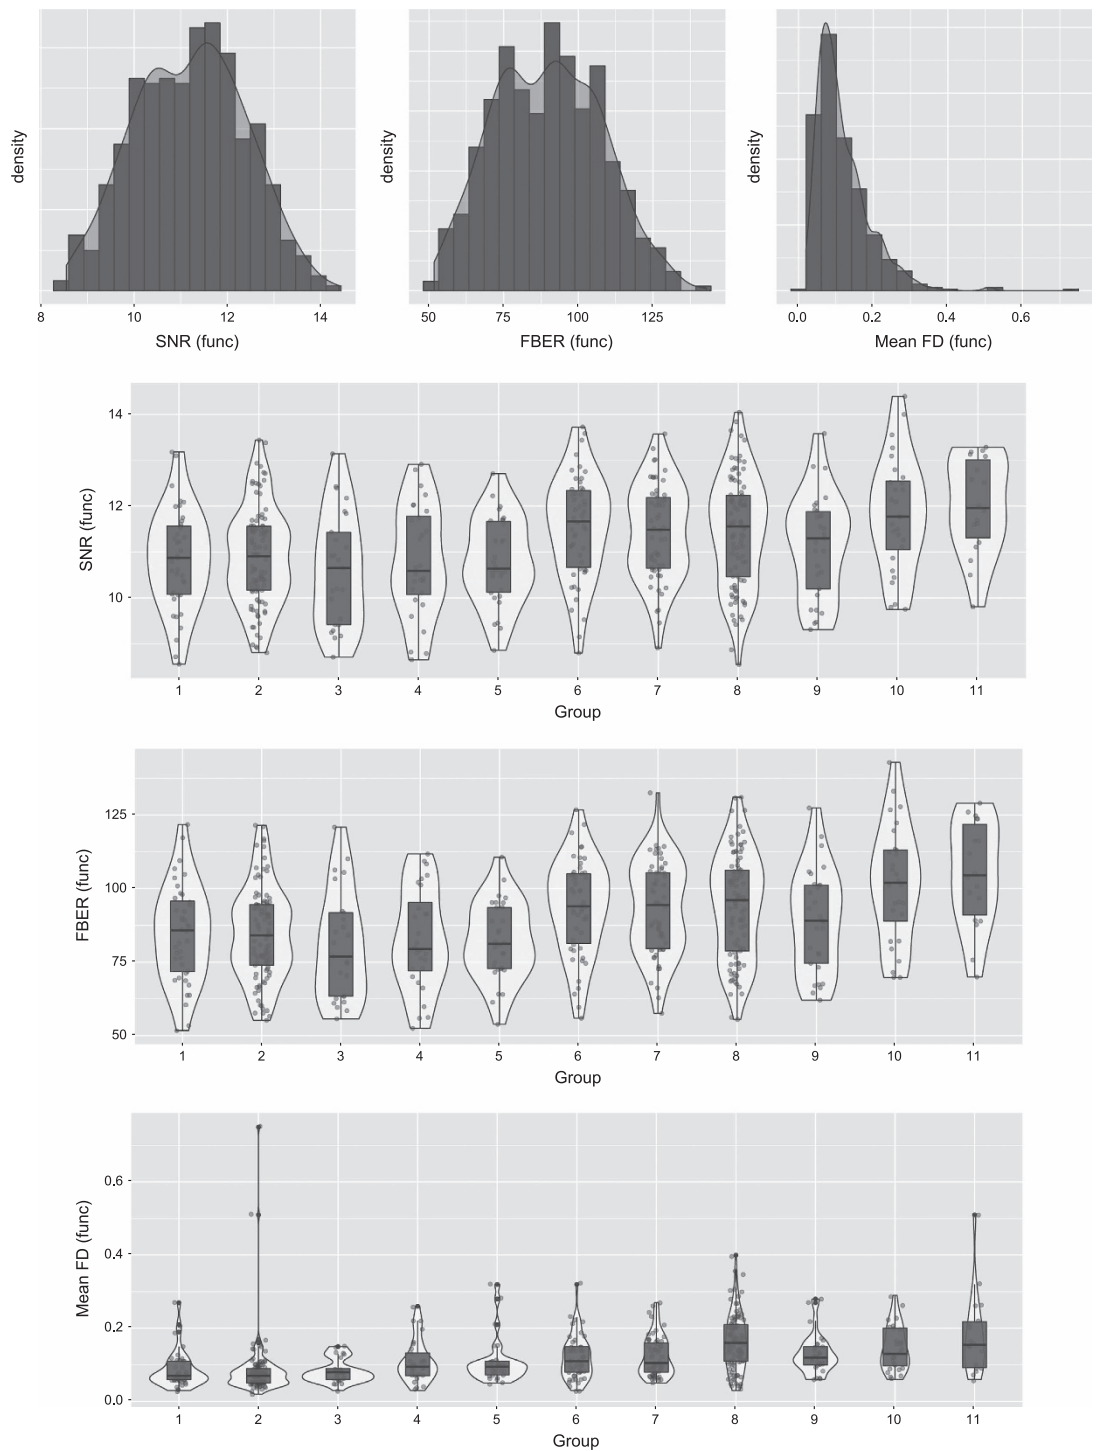 density
8 10 12 14
SNR (func)
density
50 75 100 125
FBER (func)
density
0.0 0.2 0.4 0.6
Mean FD (func)
SNR (func)
14
12
10
1 2 3 4 5 6 7 8 9 10 11
Group
FBER (func)
125
100
75
50
1 2 3 4 5 6 7 8 9 10 11
Group
Mean FD (func)
0.6
0.4
0.2
0.0
1 2 3 4 5 6 7 8 9 10 11
Group